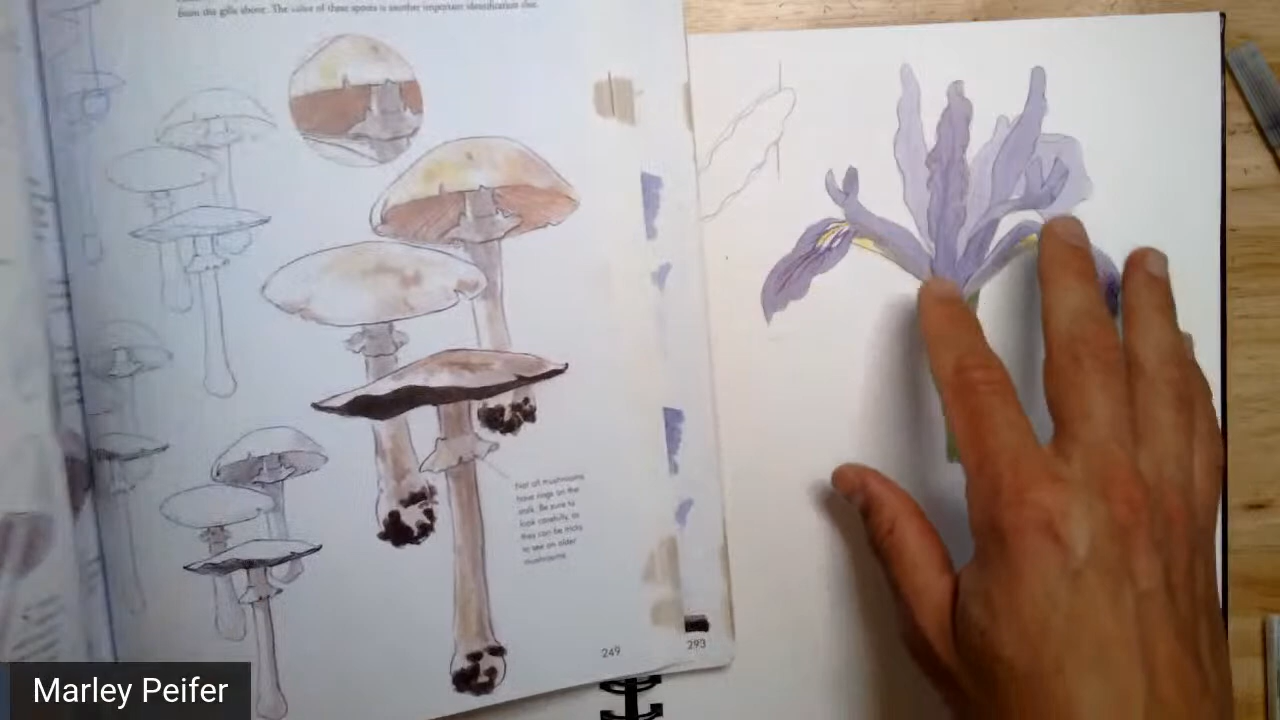 from the gills above. The value of these spores is another important identification clue.
Not all mushrooms
have rings on the
stalk. Be sure to
look carefully, as
they can be tricky
to see on older
mushrooms.
249
293
Marley Peifer